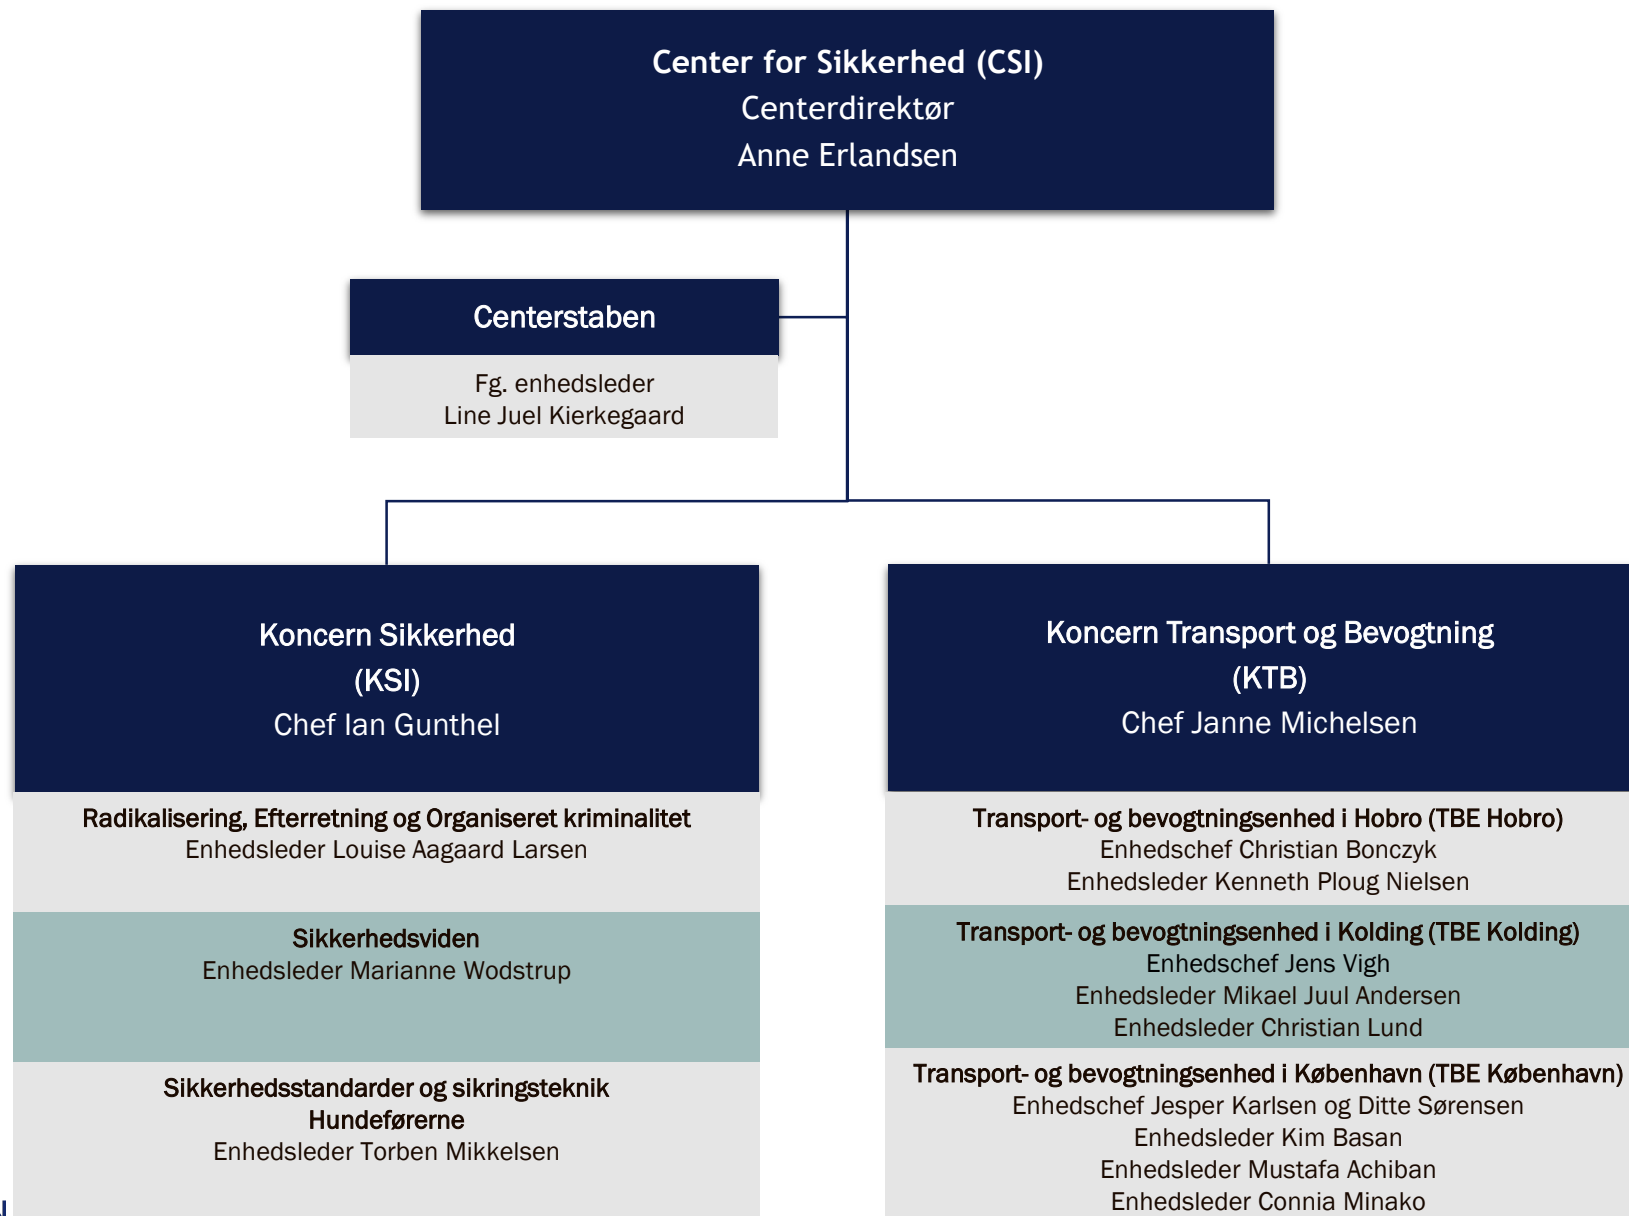 Center for Sikkerhed (CSI)
Centerdirektør
Anne Erlandsen
Centerstaben
Fg. enhedsleder
Line Juel Kierkegaard
Koncern Sikkerhed
(KSI)
Chef Ian Gunthel
Radikalisering, Efterretning og Organiseret kriminalitet
Enhedsleder Louise Aagaard Larsen
Sikkerhedsviden
Enhedsleder Marianne Wodstrup
Sikkerhedsstandarder og sikringsteknik
Hundeførerne
Enhedsleder Torben Mikkelsen
Koncern Transport og Bevogtning
(KTB)
Chef Janne Michelsen
Transport- og bevogtningsenhed i Hobro (TBE Hobro)
Enhedschef Christian Bonczyk
Enhedsleder Kenneth Ploug Nielsen
Transport- og bevogtningsenhed i Kolding (TBE Kolding)
Enhedschef Jens Vigh
Enhedsleder Mikael Juul Andersen
Enhedsleder Christian Lund
Transport- og bevogtningsenhed i København (TBE København)
Enhedschef Jesper Karlsen og Ditte Sørensen
Enhedsleder Kim Basan
Enhedsleder Mustafa Achiban
Enhedsleder Connia Minako